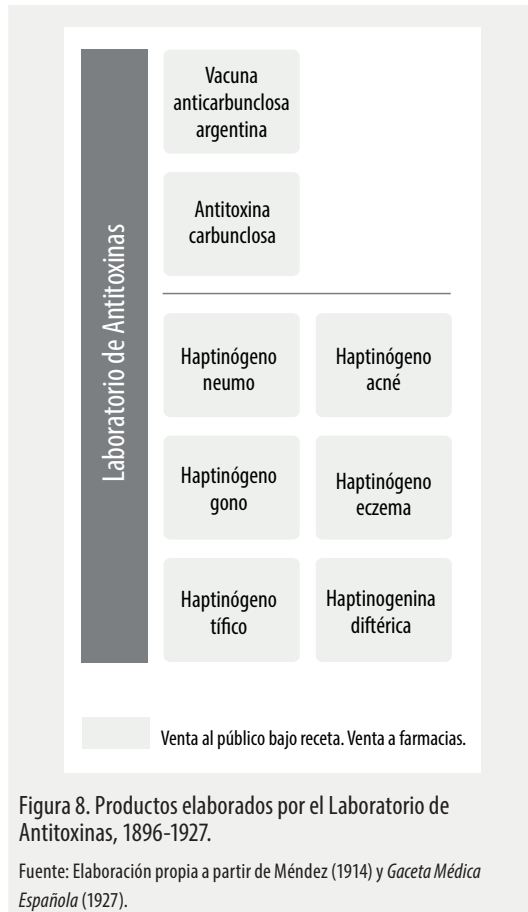 Laboratorio de Antitoxinas
Vacuna
anticarbunclosa
argentina
Antitoxina
carbunclosa
Haptinógeno
neumo
Haptinógeno
acné
Haptinógeno
gono
Haptinógeno
eczema
Haptinógeno
tífico
Haptinogenina
diftérica
Venta al público bajo receta. Venta a farmacias.
Figura 8. Productos elaborados por el Laboratorio de
Antitoxinas, 1896-1927.
Fuente: Elaboración propia a partir de Méndez (1914) y Gaceta Médica
Española (1927).